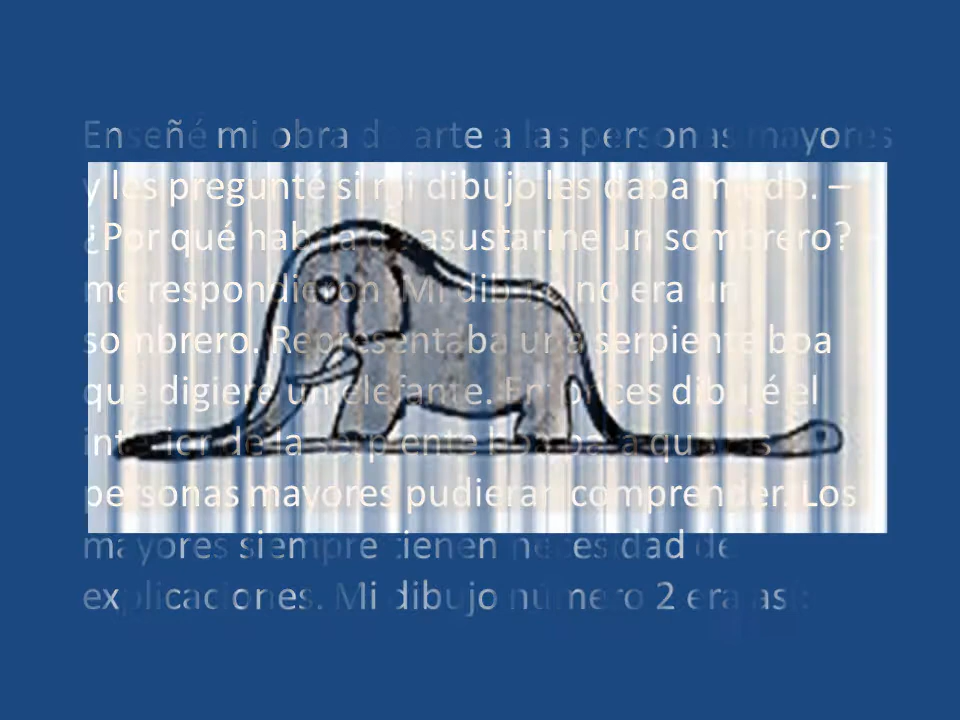 Enseñé mi obra de arte a las personas mayores
y les pregunté si mi dibujo les daba miedo. –
¿Por qué habría de asustarme un sombrero? –
me respondieron. Mi dibujo no era un
sombrero. Representaba una serpiente boa
que digiere un elefante. Entonces dibujé el
interior de la serpiente boa para que las
personas mayores pudieran comprender. Los
mayores siempre tienen necesidad de
explicaciones. Mi dibujo número 2 era así: